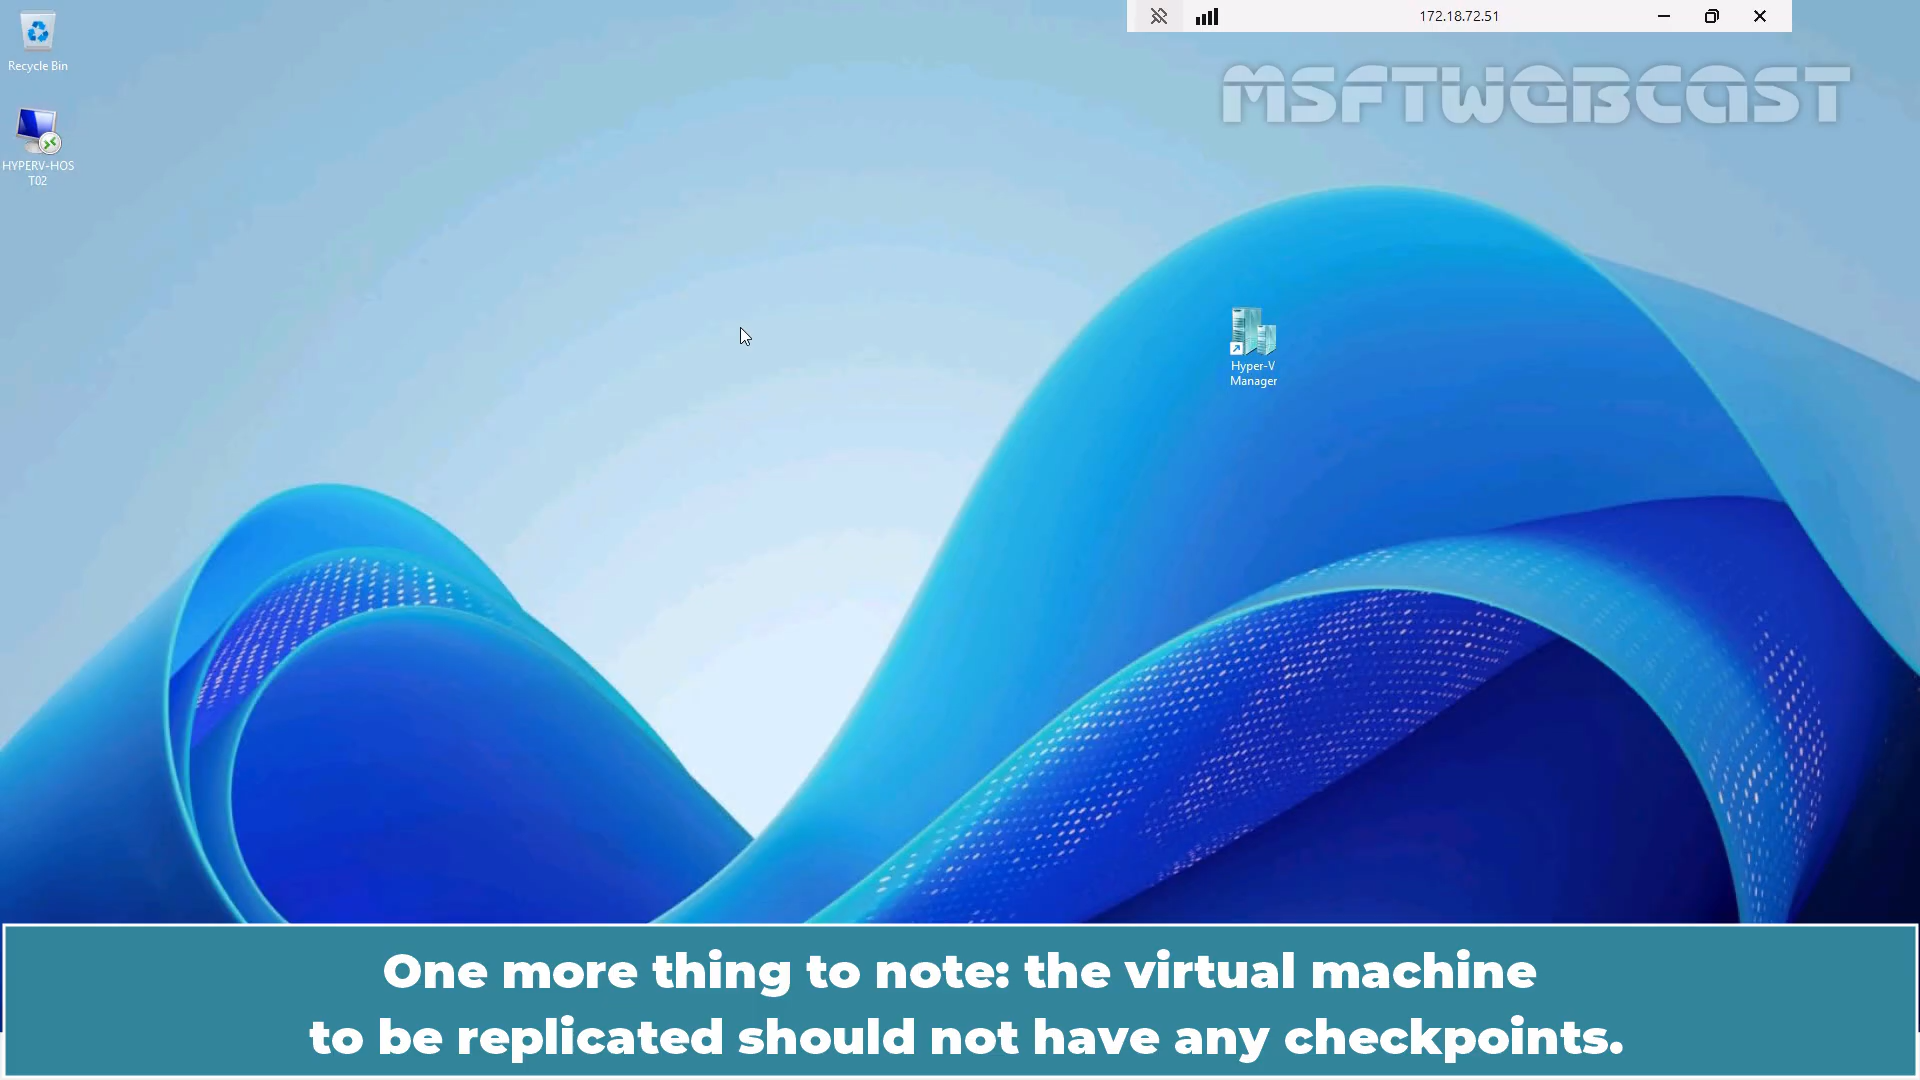 172.18.72.51
Recycle Bin
MSFTWEBCAST
HYPERV-HOS
T02
Hyper-V
Manager
One more thing to note: the virtual machine
to be replicated should not have any checkpoints.